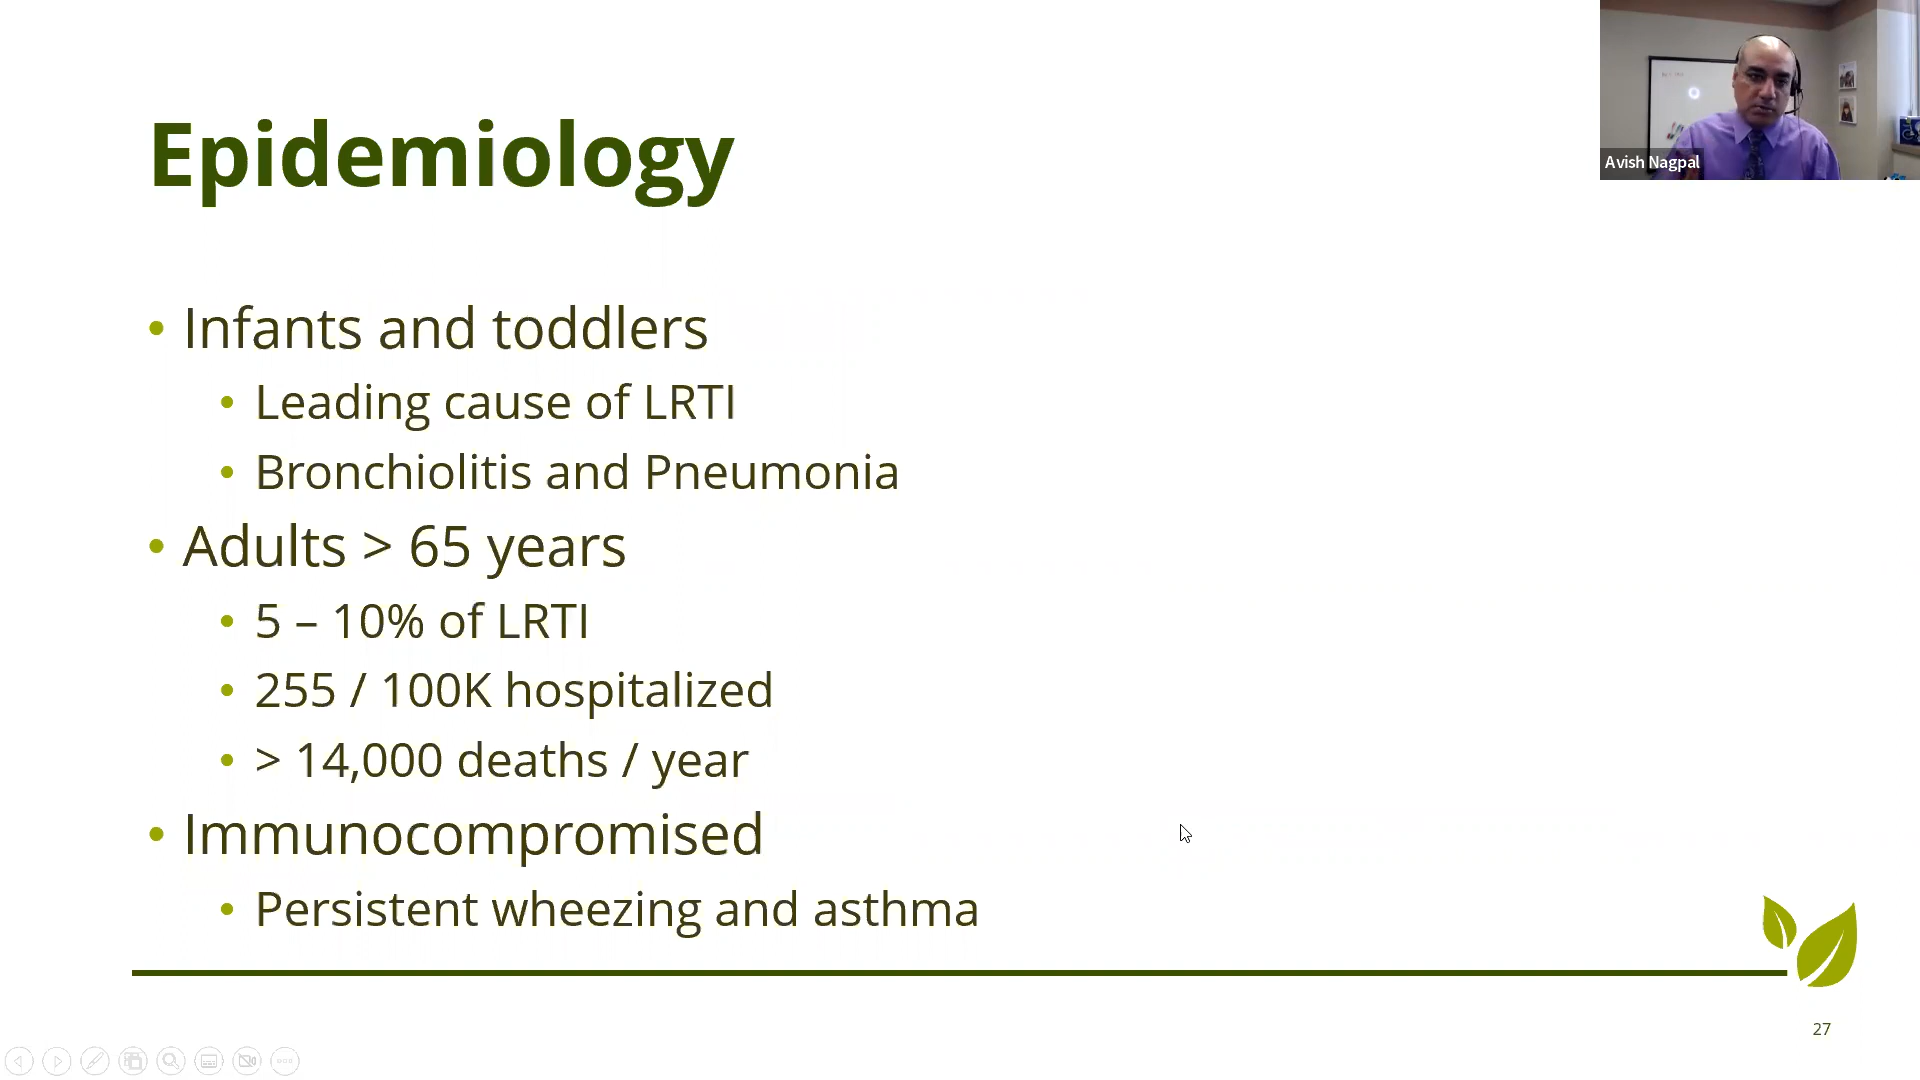 Epidemiology
Avish Nagpal
• Infants and toddlers
• Leading cause of LRTI
• Bronchiolitis and Pneumonia
• Adults > 65 years
• 5 – 10% of LRTI
• 255 / 100K hospitalized
• > 14,000 deaths / year
• Immunocompromised
• Persistent wheezing and asthma
27